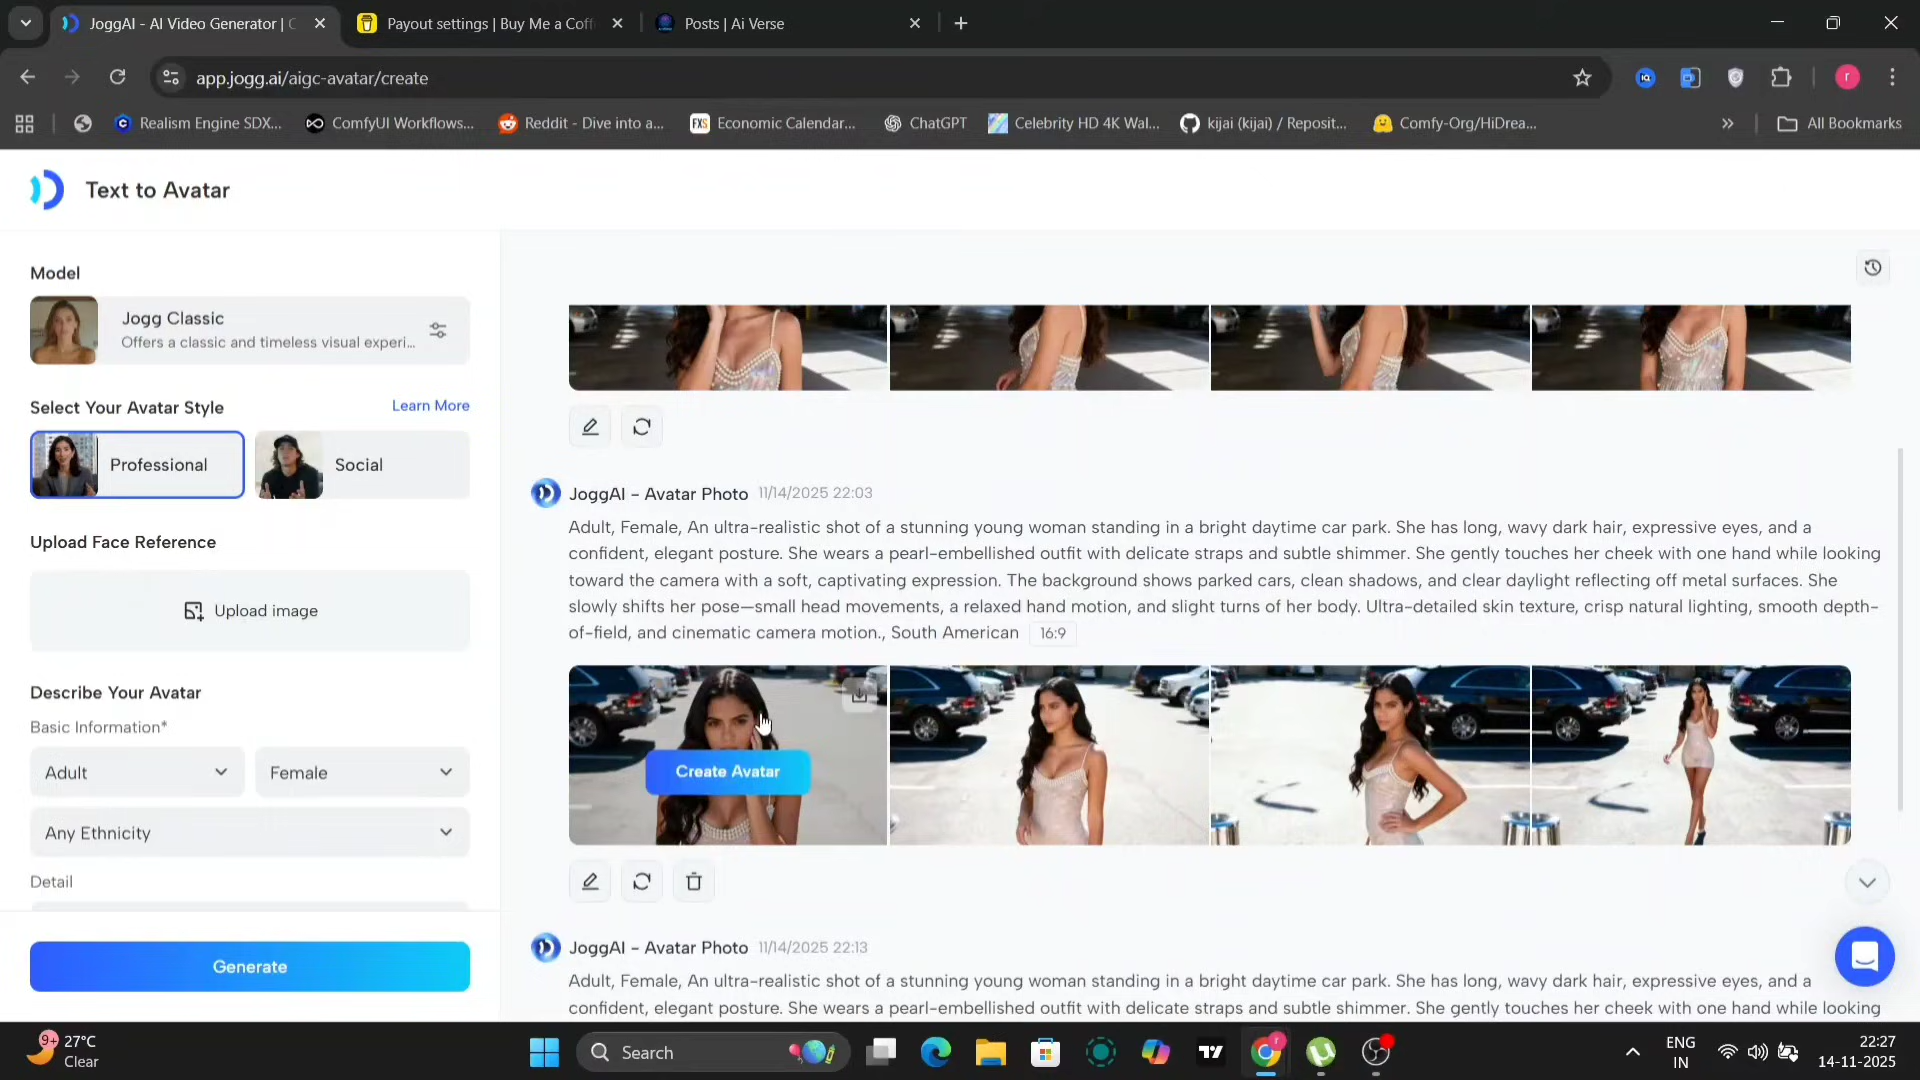 JoggAI - AI Video Generator | C
Payout settings | Buy Me a Coff
Posts | Ai Verse
app.jogg.ai/aigc-avatar/create
Realism Engine SDX...
ComfyUI Workflows...
Reddit - Dive into a...
Economic Calendar...
ChatGPT
Celebrity HD 4K Wal...
kijai (kijai) / Reposit...
Comfy-Org/HiDrea...
All Bookmarks
Text to Avatar
Model
Jogg Classic
Offers a classic and timeless visual experi...
Select Your Avatar Style
Learn More
Professional
Social
Upload Face Reference
Upload image
Describe Your Avatar
Basic Information*
Adult
Female
Any Ethnicity
Detail
Generate
JoggAI - Avatar Photo 11/14/2025 22:03
Adult, Female, An ultra-realistic shot of a stunning young woman standing in a bright daytime car park. She has long, wavy dark hair, expressive eyes, and a
confident, elegant posture. She wears a pearl-embellished outfit with delicate straps and subtle shimmer. She gently touches her cheek with one hand while looking
toward the camera with a soft, captivating expression. The background shows parked cars, clean shadows, and clear daylight reflecting off metal surfaces. She
slowly shifts her pose—small head movements, a relaxed hand motion, and slight turns of her body. Ultra-detailed skin texture, crisp natural lighting, smooth depth-
of-field, and cinematic camera motion., South American 16:9
Create Avatar
JoggAI - Avatar Photo 11/14/2025 22:13
Adult, Female, An ultra-realistic shot of a stunning young woman standing in a bright daytime car park. She has long, wavy dark hair, expressive eyes, and a
confident, elegant posture. She wears a pearl-embellished outfit with delicate straps and subtle shimmer. She gently touches her cheek with one hand while looking
9+
27°C
Clear
Search
ENG
IN
22:27
14-11-2025